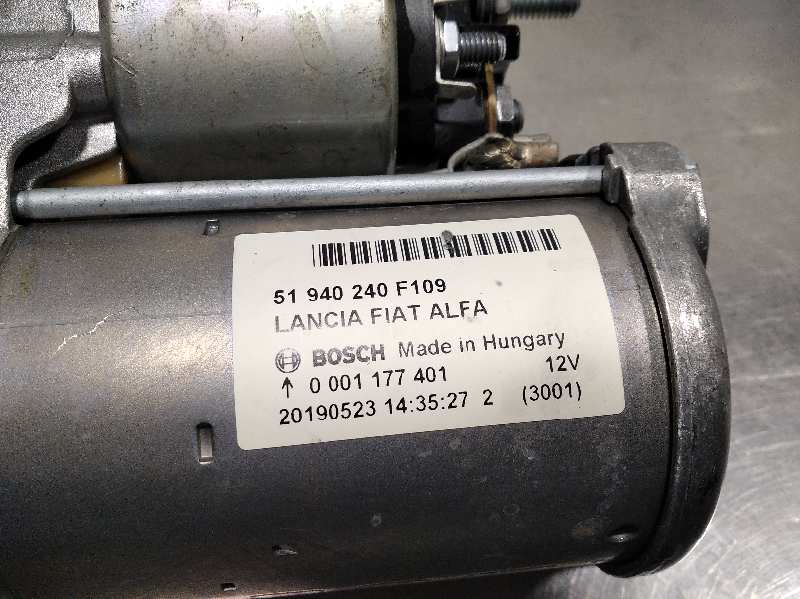 51 940 240 F109
LANCIA FIAT ALFA
BOSCH Made in Hungary
↑ 0 001 177 401 12V
20190523 14:35:27 2 (3001)